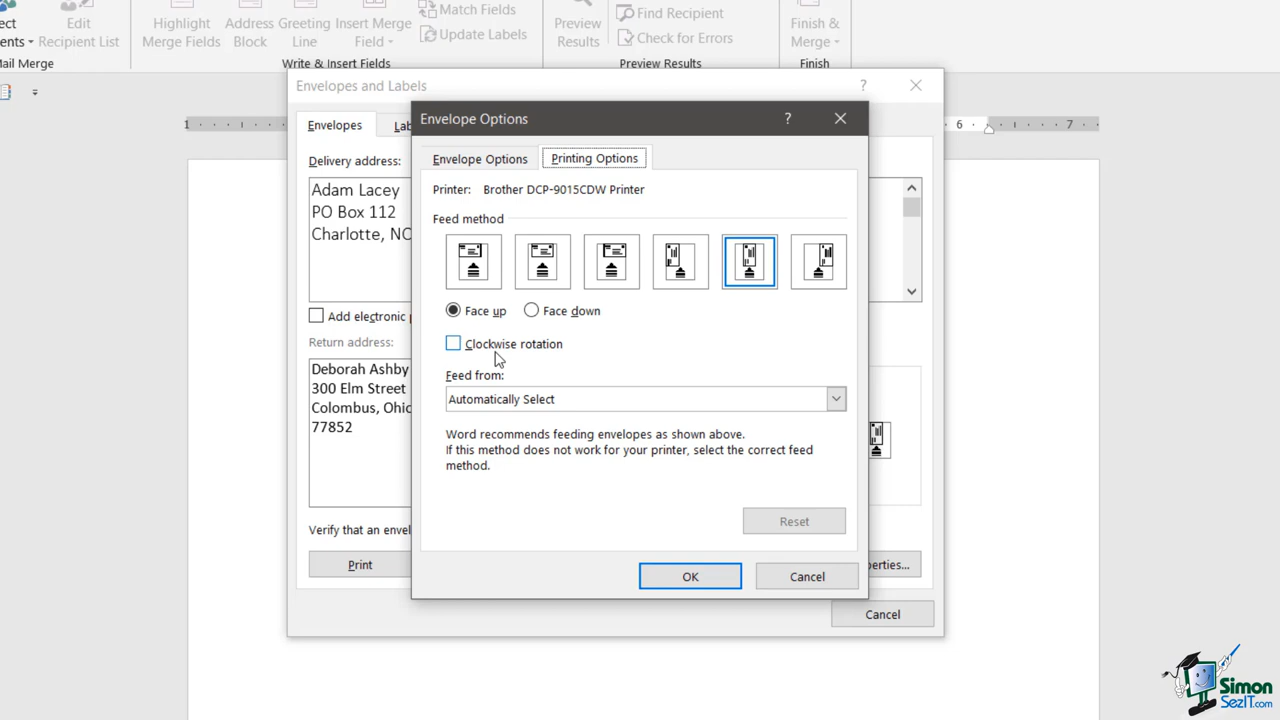 ect
ents
Edit
Recipient List
ail Merge
Highlight
Merge Fields
Address
Block
Greeting
Line
Insert Merge
Field
Match Fields
Update Labels
Write & Insert Fields
Preview
Results
Find Recipient
Check for Errors
Preview Results
Finish &
Merge
Finish
1
6
7
Envelopes and Labels
?
Envelopes
Lab
Delivery address:
Adam Lacey
PO Box 112
Charlotte, NC
Add electronic p
Return address:
Deborah Ashby
300 Elm Street
Colombus, Ohio
77852
Verify that an envel
Print
erties...
Cancel
Envelope Options
?
Envelope Options
Printing Options
Printer: Brother DCP-9015CDW Printer
Feed method
Face up
Face down
Clockwise rotation
Feed from:
Automatically Select
Word recommends feeding envelopes as shown above.
If this method does not work for your printer, select the correct feed
method.
Reset
OK
Cancel
Simon
SezIT.com